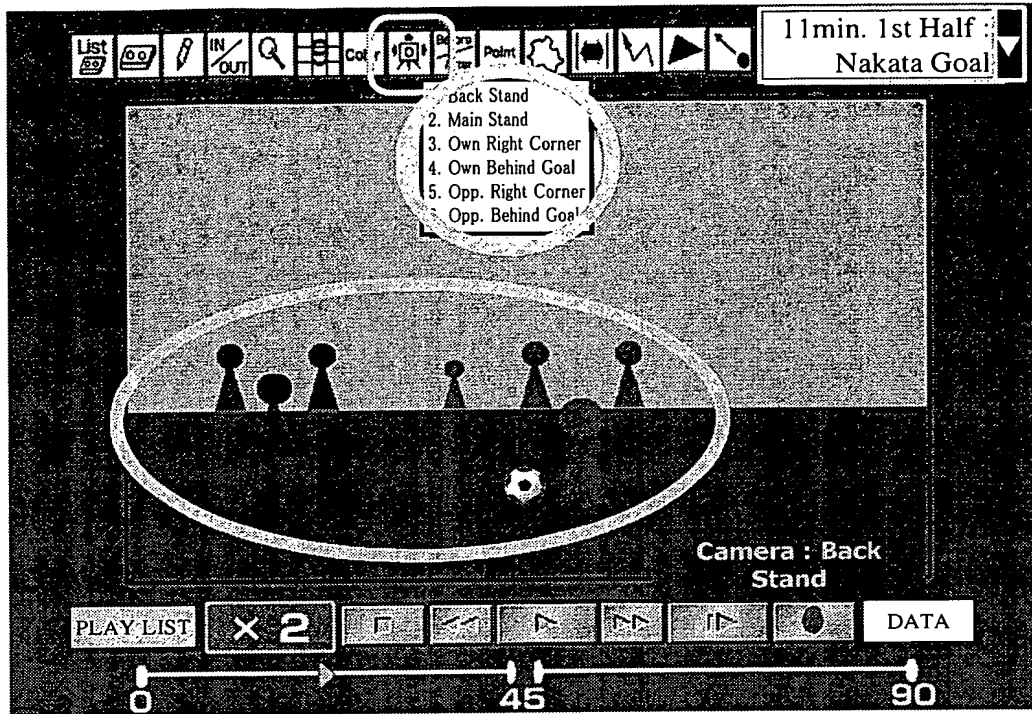 List
IN/
OUT
Point
11min. 1st Half :
Nakata Goal
Back Stand
2. Main Stand
3. Own Right Corner
4. Own Behind Goal
5. Opp. Right Corner
Opp. Behind Goal
Camera : Back
Stand
PLAY LIST
× 2
DATA
0
45
90